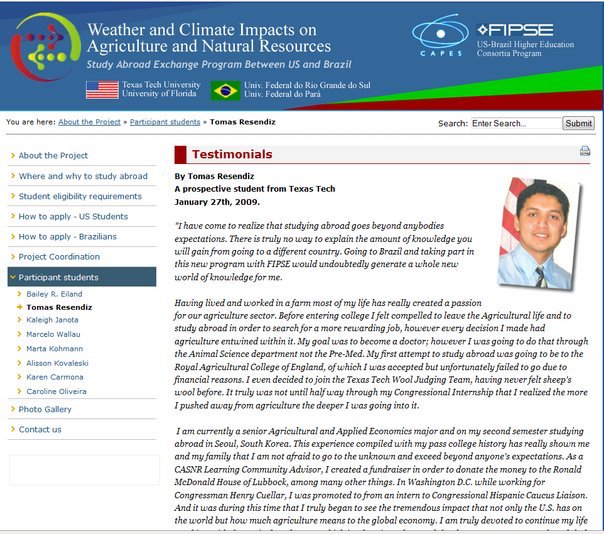 Weather and Climate Impacts on
Agriculture and Natural Resources
Study Abroad Exchange Program Between US and Brazil
Texas Tech University
University of Florida
Univ. Federal do Rio Grande do Sul
Univ. Federal do Pará
CAPES
FIPSE
US-Brazil Higher Education
Consortia Program
You are here: About the Project » Participant students » Tomas Resendiz
Search: Enter Search... Submit
About the Project
Where and why to study abroad
Student eligibility requirements
How to apply - US Students
How to apply - Brazilians
Project Coordination
Participant students
Bailey R. Eiland
Tomas Resendiz
Kaleigh Janota
Marcelo Wallau
Marta Kohmann
Alisson Kovaleski
Karen Carmona
Caroline Oliveira
Photo Gallery
Contact us
Testimonials
By Tomas Resendiz
A prospective student from Texas Tech
January 27th, 2009.
"I have come to realize that studying abroad goes beyond anybodies
expectations. There is truly no way to explain the amount of knowledge you
will gain from going to a different country. Going to Brazil and taking part in
this new program with FIPSE would undoubtedly generate a whole new
world of knowledge for me.
Having lived and worked in a farm most of my life has really created a passion
for our agriculture sector. Before entering college I felt compelled to leave the Agricultural life and to
study abroad in order to search for a more rewarding job, however every decision I made had
agriculture entwined within it. My goal was to become a doctor; however I was going to do that through
the Animal Science department not the Pre-Med. My first attempt to study abroad was going to be to the
Royal Agricultural College of England, of which I was accepted but unfortunately failed to go due to
financial reasons. I even decided to join the Texas Tech Wool Judging Team, having never felt sheep's
wool before. It truly was not until half way through my Congressional Internship that I realized the more
I pushed away from agriculture the deeper I was going into it.
I am currently a senior Agricultural and Applied Economics major and on my second semester studying
abroad in Seoul, South Korea. This experience compiled with my pass college history has really shown me
and my family that I am not afraid to go to the unknown and exceed beyond anyone's expectations. As a
CASNR Learning Community Advisor, I created a fundraiser in order to donate the money to the Ronald
McDonald House of Lubbock, among many other things. In Washington D.C. while working for
Congressman Henry Cuellar, I was promoted to from an intern to Congressional Hispanic Caucus Liaison.
And it was during this time that I truly began to see the tremendous impact that not only the U.S. has on
the world but how much agriculture means to the global economy. I am truly devoted to continue my life